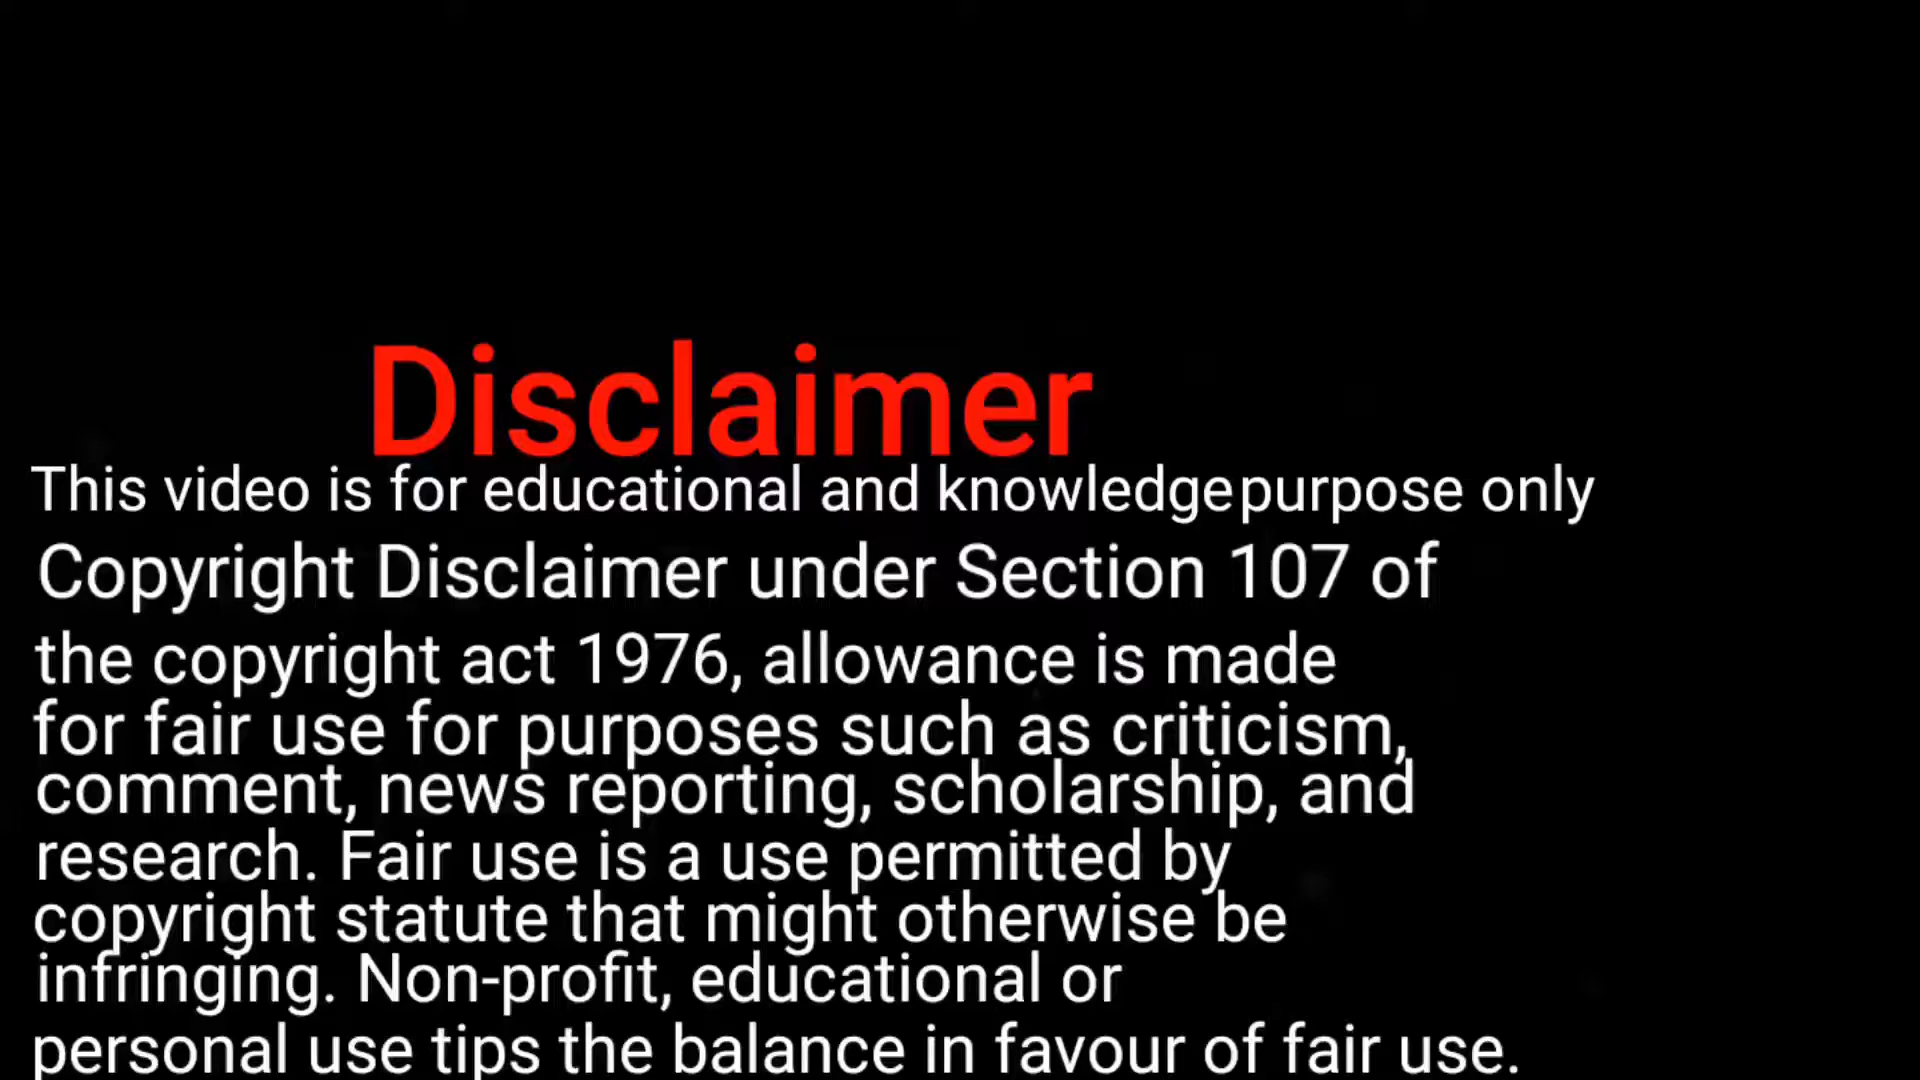 Disclaimer
This video is for educational and knowledge purpose only
Copyright Disclaimer under Section 107 of
the copyright act 1976, allowance is made
for fair use for purposes such as criticism,
comment, news reporting, scholarship, and
research. Fair use is a use permitted by
copyright statute that might otherwise be
infringing. Non-profit, educational or
personal use tips the balance in favour of fair use.